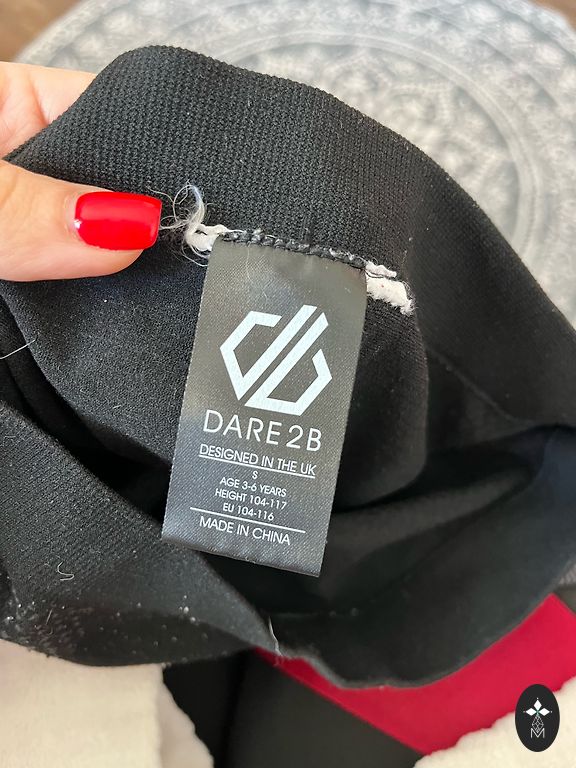 DARE 2B
DESIGNED IN THE UK
S
AGE 3-6 YEARS
HEIGHT 104-117
EU 104-116
MADE IN CHINA